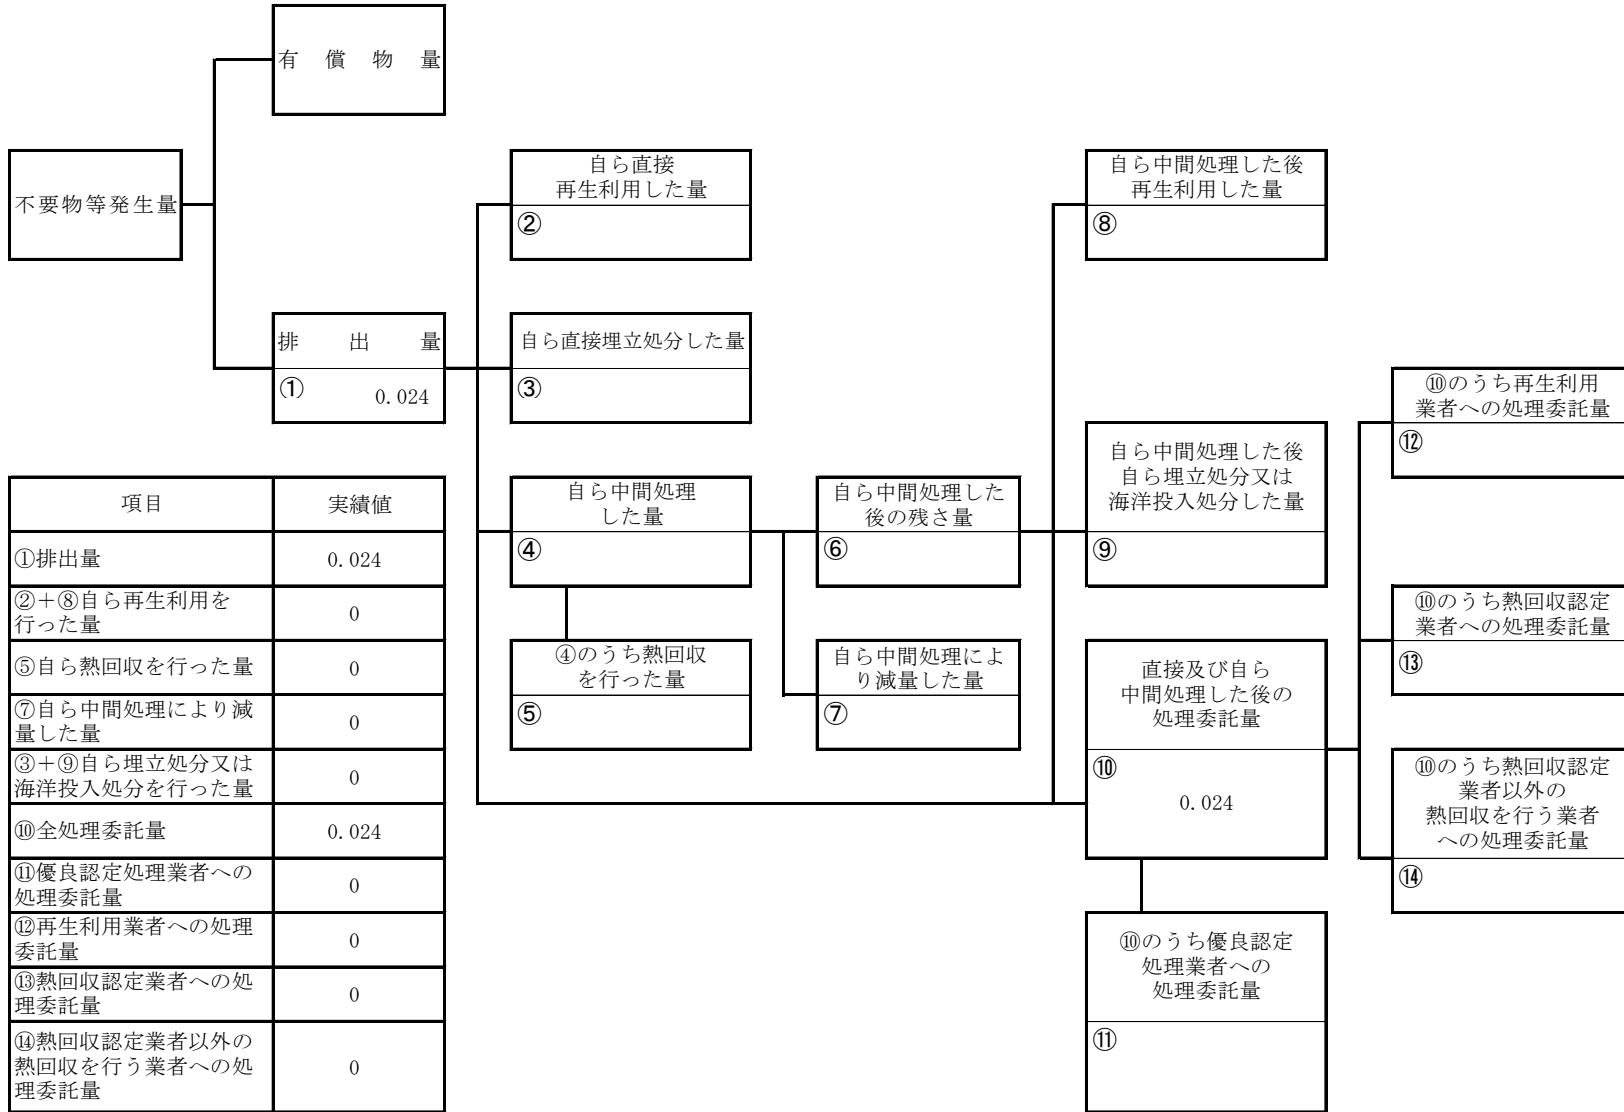 有償物量
不要物等発生量
排出量
①
0.024
自ら直接
再生利用した量
②
自ら直接埋立処分した量
③
自ら中間処理
した量
④
④のうち熱回収
を行った量
⑤
自ら中間処理した
後の残さ量
⑥
自ら中間処理によ
り減量した量
⑦
自ら中間処理した後
再生利用した量
⑧
自ら中間処理した後
自ら埋立処分又は
海洋投入処分した量
⑨
直接及び自ら
中間処理した後の
処理委託量
⑩
0.024
⑩のうち優良認定
処理業者への
処理委託量
⑪
⑩のうち再生利用
業者への処理委託量
⑫
⑩のうち熱回収認定
業者への処理委託量
⑬
⑩のうち熱回収認定
業者以外の
熱回収を行う業者
への処理委託量
⑭
項目 実績値
①排出量 0.024
②+⑧自ら再生利用を
行った量 0
⑤自ら熱回収を行った量 0
⑦自ら中間処理により減
量した量 0
③+⑨自ら埋立処分又は
海洋投入処分を行った量 0
⑩全処理委託量 0.024
⑪優良認定処理業者への
処理委託量 0
⑫再生利用業者への処理
委託量 0
⑬熱回収認定業者への処
理委託量 0
⑭熱回収認定業者以外の
熱回収を行う業者への処
理委託量 0